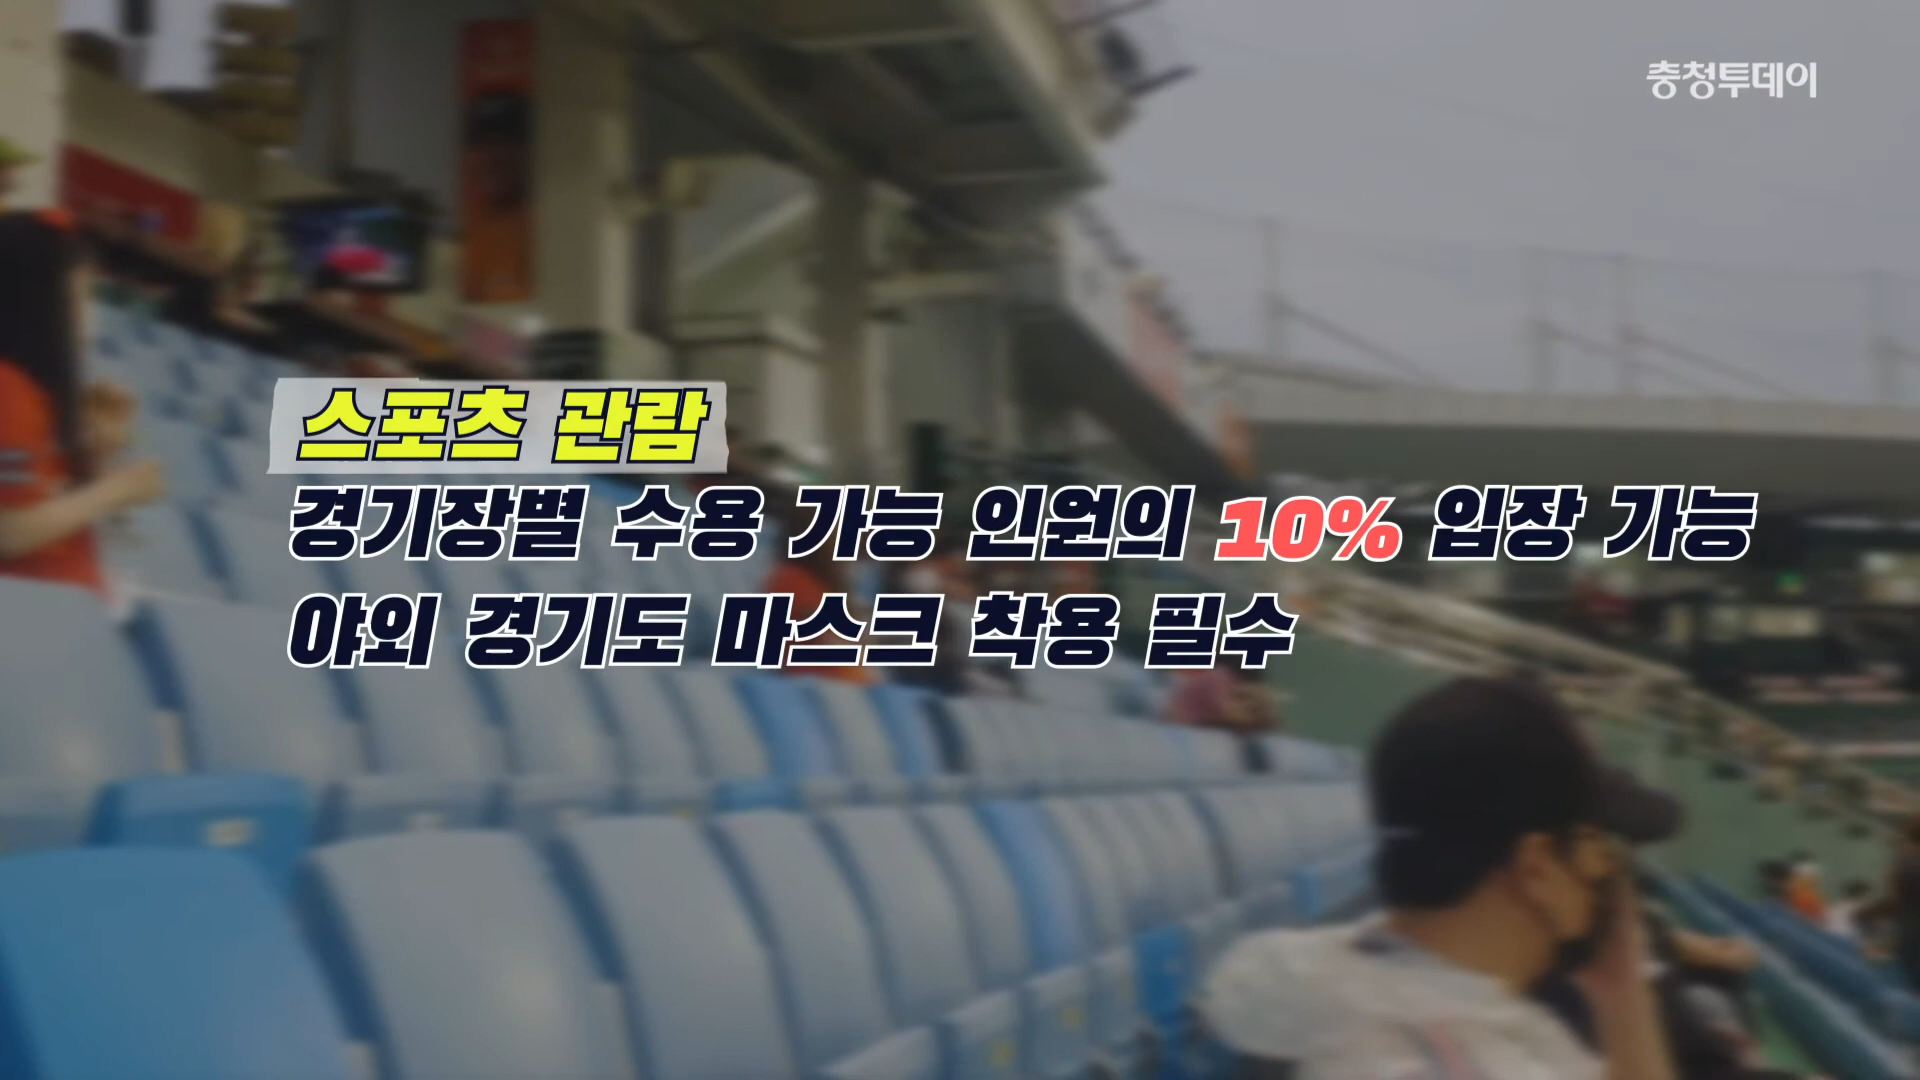 충청투데이
스포츠 관람
경기장별 수용 가능 인원의 10% 입장 가능
야외 경기도 마스크 착용 필수